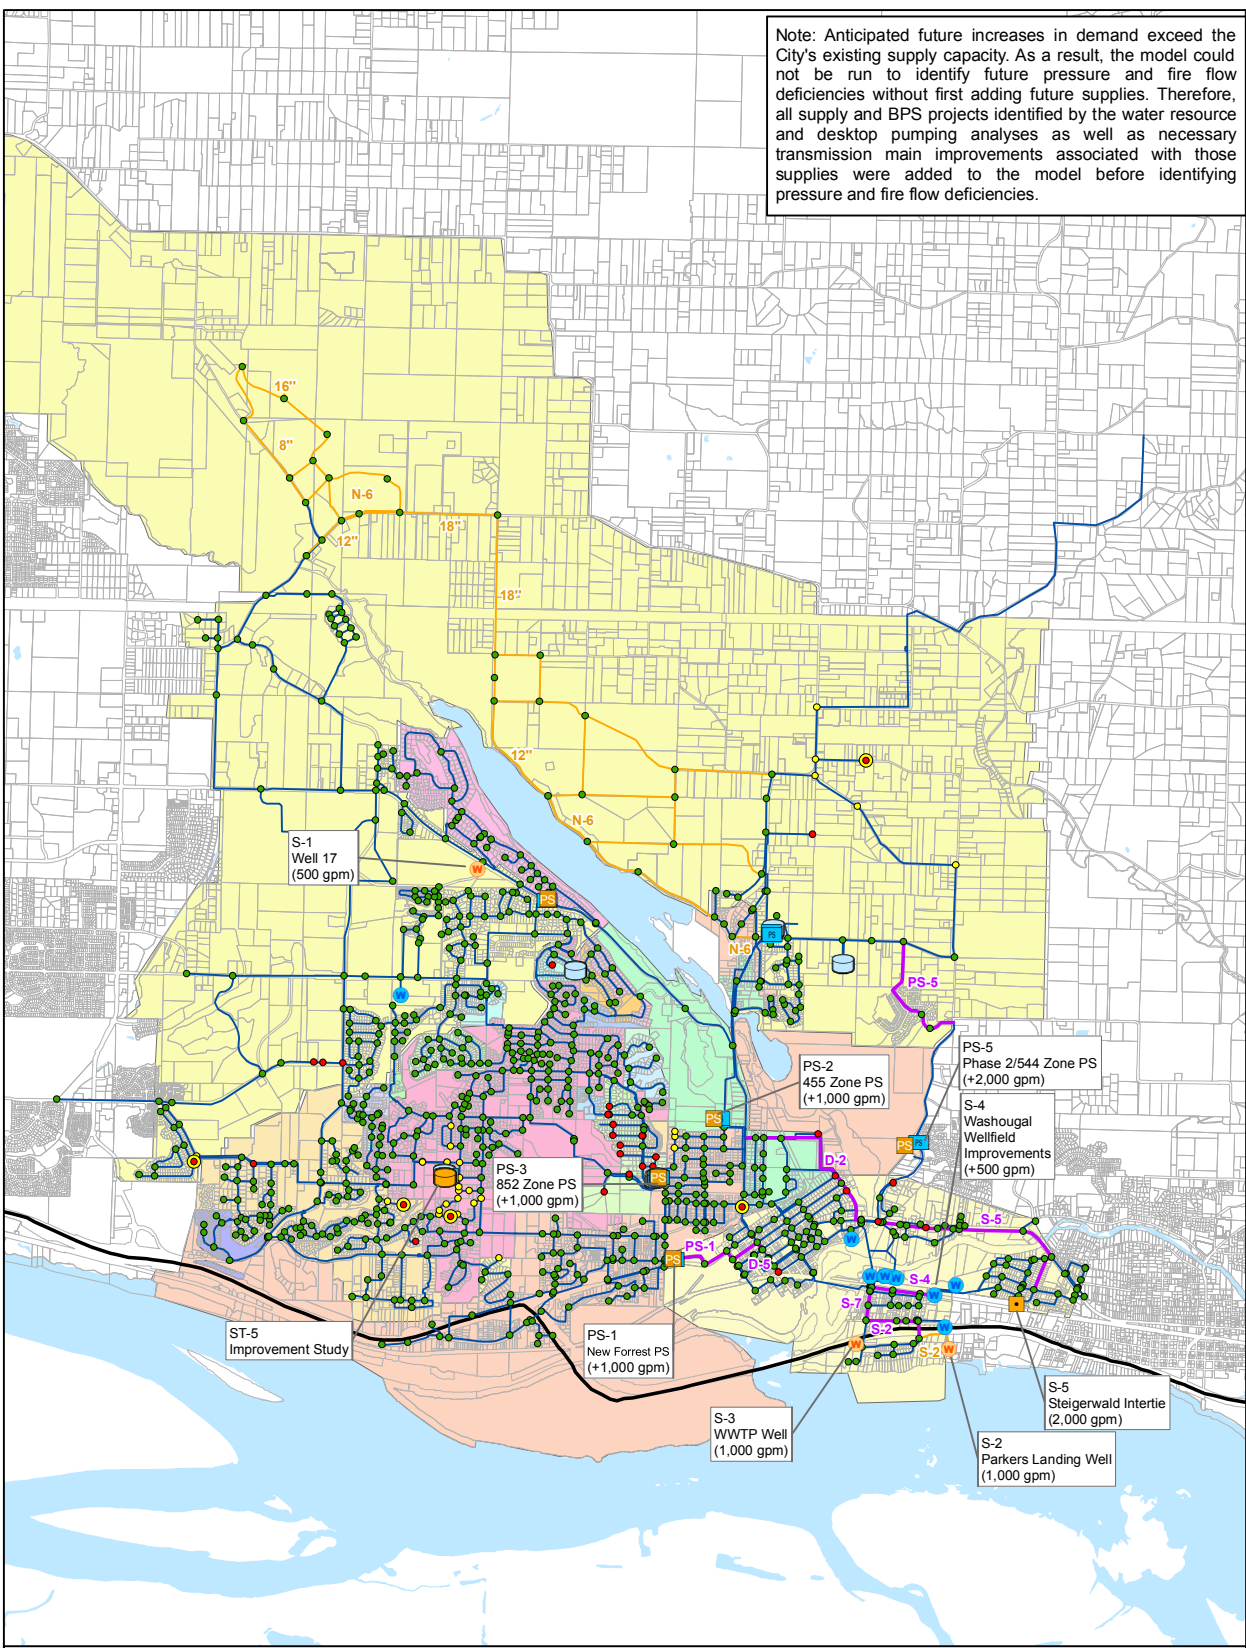 Note: Anticipated future increases in demand exceed the
City's existing supply capacity. As a result, the model could
not be run to identify future pressure and fire flow
deficiencies without first adding future supplies. Therefore,
all supply and BPS projects identified by the water resource
and desktop pumping analyses as well as necessary
transmission main improvements associated with those
supplies were added to the model before identifying
pressure and fire flow deficiencies.
16"
8"
N-6
18"
12"
18"
12"
N-6
S-1
Well 17
(500 gpm)
W
PS
PS
N-6
W
PS-5
PS-2
455 Zone PS
(+1,000 gpm)
PS-5
Phase 2/544 Zone PS
(+2,000 gpm)
S-4
Washougal
Wellfield
Improvements
(+500 gpm)
PS
PS PS
D-2
PS-3
852 Zone PS
(+1,000 gpm)
PS
S-5
W
PS-1
PS
D-5
W W W
S-4
W
W
S-7
S-2
W
W
S-2
W
ST-5
Improvement Study
PS-1
New Forrest PS
(+1,000 gpm)
S-5
Steigerwald Intertie
(2,000 gpm)
S-3
WWTP Well
(1,000 gpm)
S-2
Parkers Landing Well
(1,000 gpm)